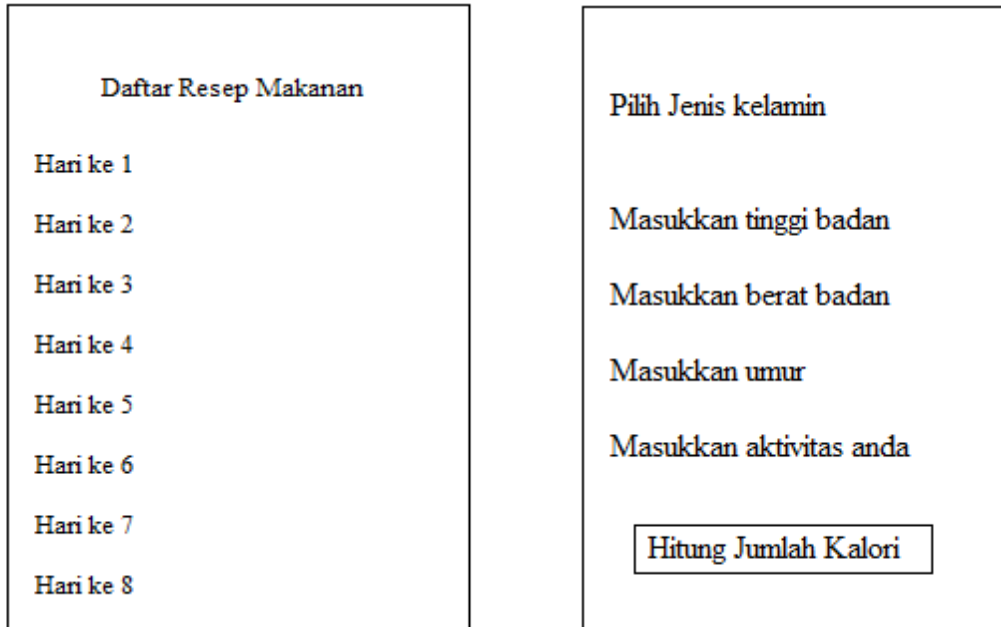 Daftar Resep Makanan
Hari ke 1
Hari ke 2
Hari ke 3
Hari ke 4
Hari ke 5
Hari ke 6
Hari ke 7
Hari ke 8
Pilih Jenis kelamin
Masukkan tinggi badan
Masukkan berat badan
Masukkan umur
Masukkan aktivitas anda
Hitung Jumlah Kalori